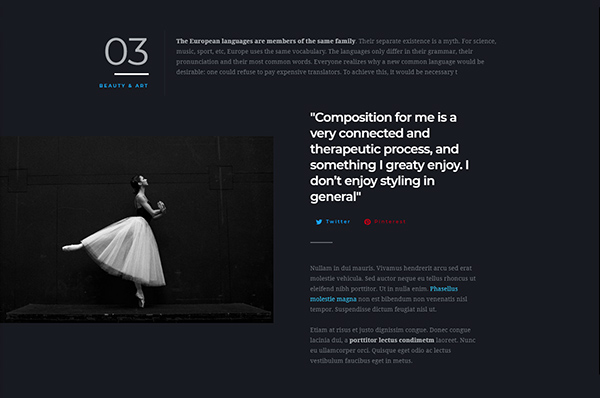 03
BEAUTY & ART
The European languages are members of the same family. Their separate existence is a myth. For science,
music, sport, etc, Europe uses the same vocabulary. The languages only differ in their grammar, their
pronunciation and their most common words. Everyone realizes why a new common language would be
desirable: one could refuse to pay expensive translators. To achieve this, it would be necessary t
"Composition for me is a
very connected and
therapeutic process, and
something I greaty enjoy. I
don't enjoy styling in
general"
Twitter Pinterest
Nullam in dui mauris. Vivamus hendrerit arcu sed erat
molestie vehicula. Sed auctor neque eu tellus rhoncus ut
eleifend nibh porttitor. Ut in nulla enim. Phasellus
molestie magna non est bibendum non venenatis nisl
tempor. Suspendisse dictum feugiat nisl ut.
Etiam at risus et justo dignissim congue. Donec congue
lacinia dui, a porttitor lectus condimetm laoreet. Nunc
eu ullamcorper orci. Quisque eget odio ac lectus
vestibulum faucibus eget in metus.